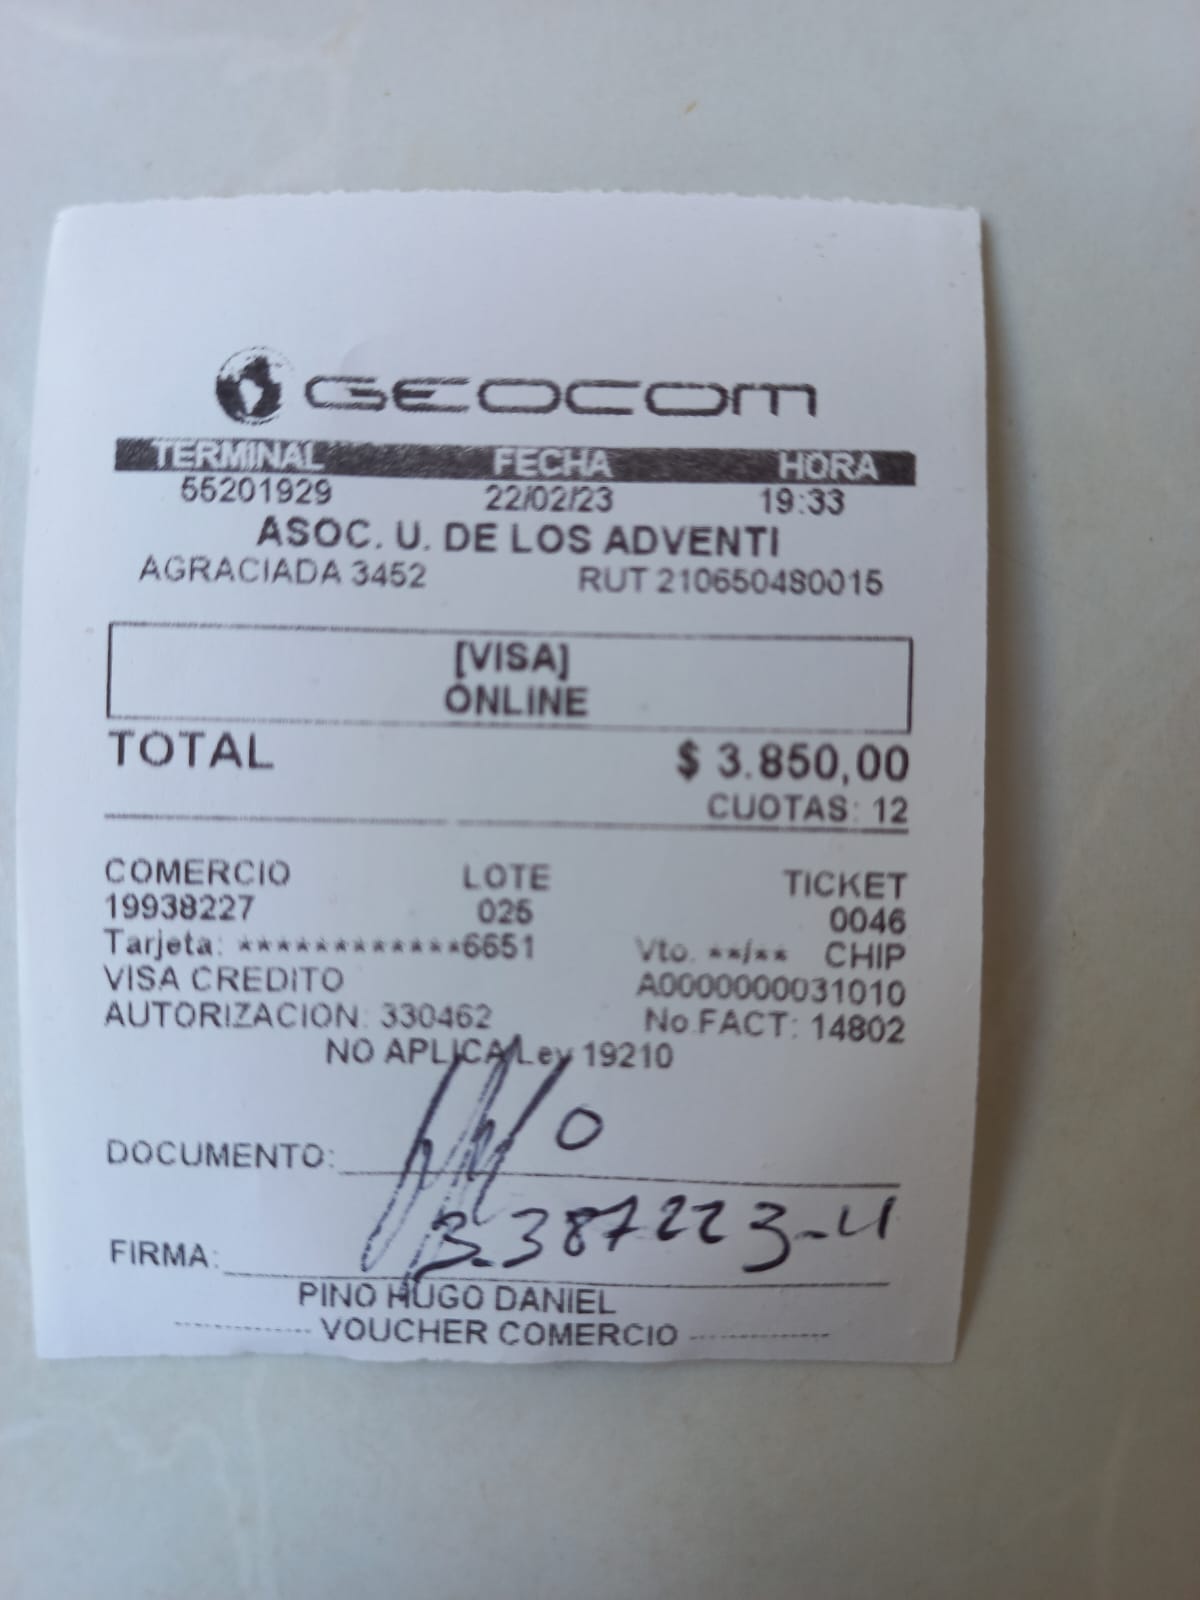 GEOCOM
TERMINAL FECHA HORA
55201929 22/02/23 19:33
ASOC. U. DE LOS ADVENTI
AGRACIADA 3452 RUT 210650480015
[VISA]
ONLINE
TOTAL $ 3.850,00
CUOTAS: 12
COMERCIO LOTE TICKET
19938227 025 0046
Tarjeta: ************6651 Vto. **/** CHIP
VISA CREDITO A0000000031010
AUTORIZACION: 330462 No.FACT: 14802
NO APLICA Ley 19210
DOCUMENTO:
3.387223-4
FIRMA:
PINO HUGO DANIEL
------------ VOUCHER COMERCIO ------------